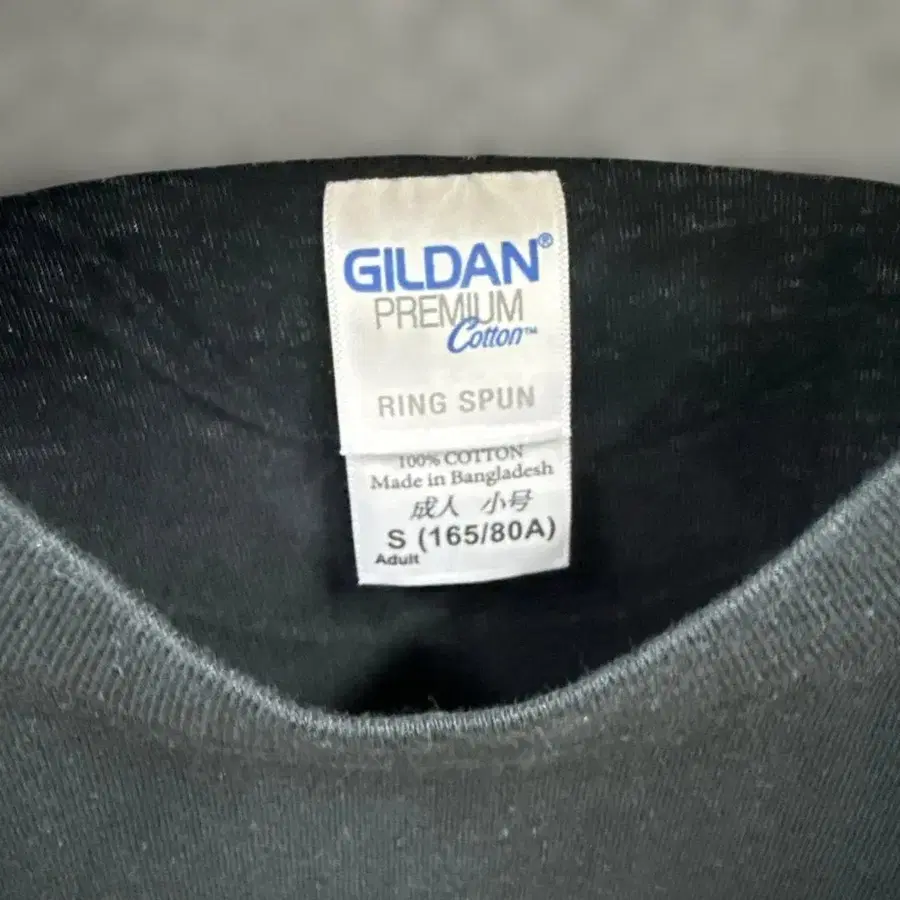 GILDAN®
PREMIUM
Cotton™
RING SPUN
100% COTTON
Made in Bangladesh
成人 小号
S (165/80A)
Adult